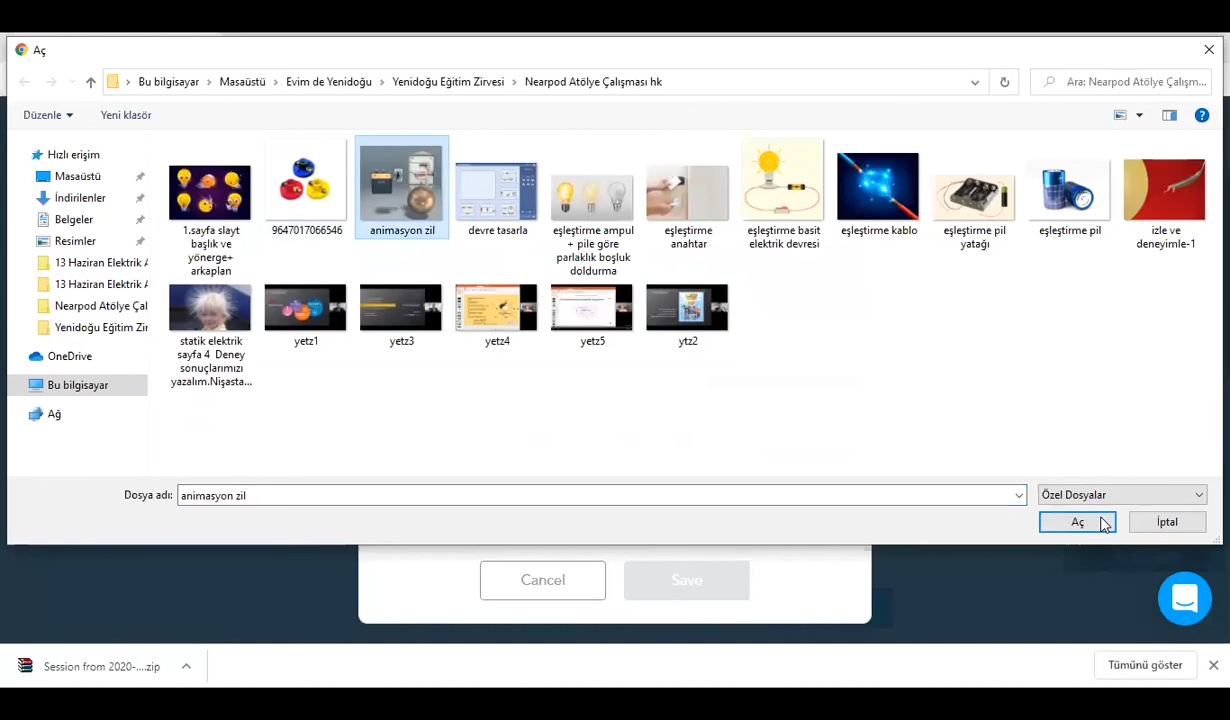 Aç
Bu bilgisayar > Masaüstü > Evim de Yenidoğu > Yenidoğu Eğitim Zirvesi > Nearpod Atölye Çalışması hk
Ara: Nearpod Atölye Çalışm...
Düzenle
Yeni klasör
Hızlı erişim
Masaüstü
İndirilenler
Belgeler
Resimler
13 Haziran Elektrik A
13 Haziran Elektrik A
Nearpod Atölye Çal
Yenidoğu Eğitim Zir
OneDrive
Bu bilgisayar
Ağ
1.sayfa slayt
başlık ve
yönerge+
arkaplan
9647017066546
animasyon zil
devre tasarla
eşleştirme ampul
+ pile göre
parlaklık boşluk
doldurma
eşleştirme
anahtar
eşleştirme basit
elektrik devresi
eşleştirme kablo
eşleştirme pil
yatağı
eşleştirme pil
izle ve
deneyimle-1
statik elektrik
sayfa 4 Deney
sonuçlarımızı
yazalım.Nişasta...
yetz1
yetz3
yetz4
yetz5
ytz2
Dosya adı:
animasyon zil
Özel Dosyalar
Aç
İptal
Cancel
Save
Session from 2020-....zip
Tümünü göster